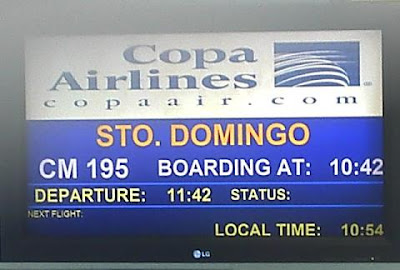 Copa
Airlines
copaair.com
STO. DOMINGO
CM 195 BOARDING AT: 10:42
DEPARTURE: 11:42 STATUS:
NEXT FLIGHT:
LOCAL TIME: 10:54
LG